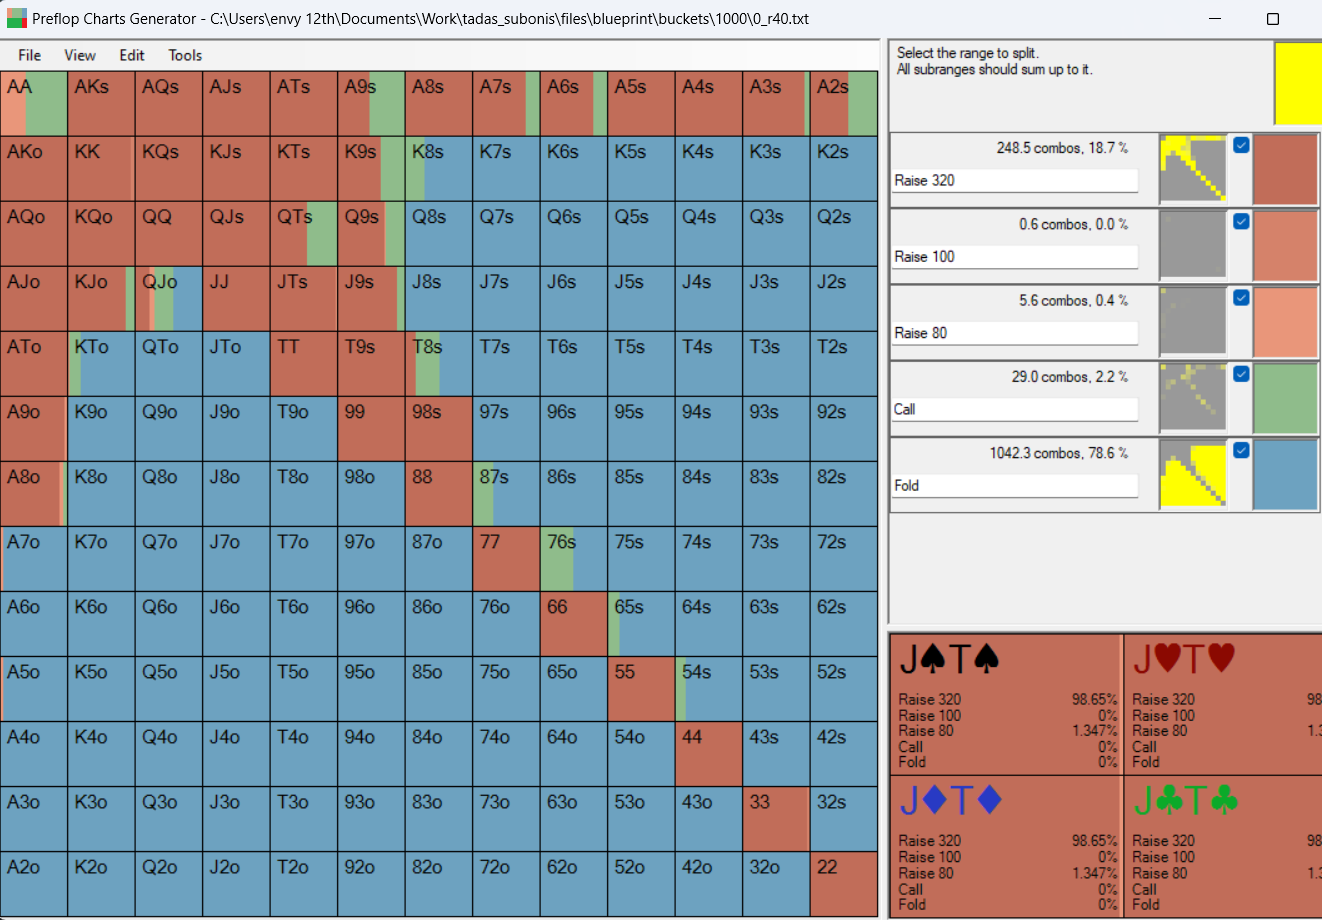 Preflop Charts Generator - C:\Users\envy 12th\Documents\Work\tadas_subonis\files\blueprint\buckets\1000\0_r40.txt
File View Edit Tools
AA AKs AQs AJs ATs A9s A8s A7s A6s A5s A4s A3s A2s
AKo KK KQs KJs KTs K9s K8s K7s K6s K5s K4s K3s K2s
AQo KQo QQ QJs QTs Q9s Q8s Q7s Q6s Q5s Q4s Q3s Q2s
AJo KJo QJo JJ JTs J9s J8s J7s J6s J5s J4s J3s J2s
ATo KTo QTo JTo TT T9s T8s T7s T6s T5s T4s T3s T2s
A9o K9o Q9o J9o T9o 99 98s 97s 96s 95s 94s 93s 92s
A8o K8o Q8o J8o T8o 98o 88 87s 86s 85s 84s 83s 82s
A7o K7o Q7o J7o T7o 97o 87o 77 76s 75s 74s 73s 72s
A6o K6o Q6o J6o T6o 96o 86o 76o 66 65s 64s 63s 62s
A5o K5o Q5o J5o T5o 95o 85o 75o 65o 55 54s 53s 52s
A4o K4o Q4o J4o T4o 94o 84o 74o 64o 54o 44 43s 42s
A3o K3o Q3o J3o T3o 93o 83o 73o 63o 53o 43o 33 32s
A2o K2o Q2o J2o T2o 92o 82o 72o 62o 52o 42o 32o 22
Select the range to split.
All subranges should sum up to it.
248.5 combos, 18.7 %
Raise 320
0.6 combos, 0.0 %
Raise 100
5.6 combos, 0.4 %
Raise 80
29.0 combos, 2.2 %
Call
1042.3 combos, 78.6 %
Fold
J♠T♠
Raise 320 98.65%
Raise 100 0%
Raise 80 1.347%
Call 0%
Fold 0%
J♥T♥
Raise 320 98
Raise 100
Raise 80 1.3
Call
Fold
J♦T♦
Raise 320 98.65%
Raise 100 0%
Raise 80 1.347%
Call 0%
Fold 0%
J♣T♣
Raise 320 98
Raise 100
Raise 80 1.3
Call
Fold